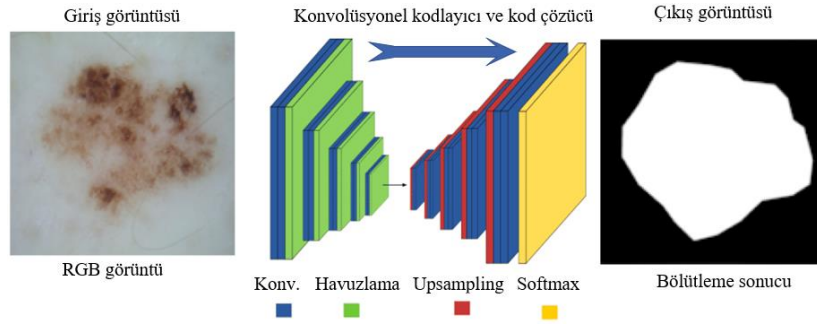 Giriş görüntüsü
Konvolüsyonel kodlayıcı ve kod çözücü
Çıkış görüntüsü
RGB görüntü
Bölütleme sonucu
Konv. Havuzlama Upsampling Softmax